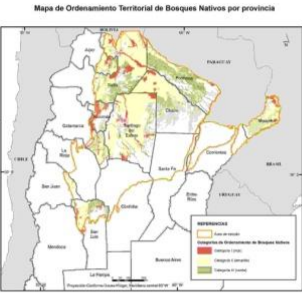 Mapa de Ordenamiento Territorial de Bosques Nativos por provincia
BOLIVIA
Jujuy
PARAGUAY
Formosa
Salta
Chaco
Misiones
Catamarca
Santiago
del
Estero
CHILE
BRASIL
La
Rioja
Santa Fe
Corrientes
San Juan
Córdoba
Entre
Ríos
URUGUAY
San
Luis
Mendoza
Buenos Aires
La Pampa
REFERENCIAS
Área de estudio
Categorías de Ordenamiento de Bosques Nativos
Categoría I (rojo)
Categoría II (amarillo)
Categoría III (verde)